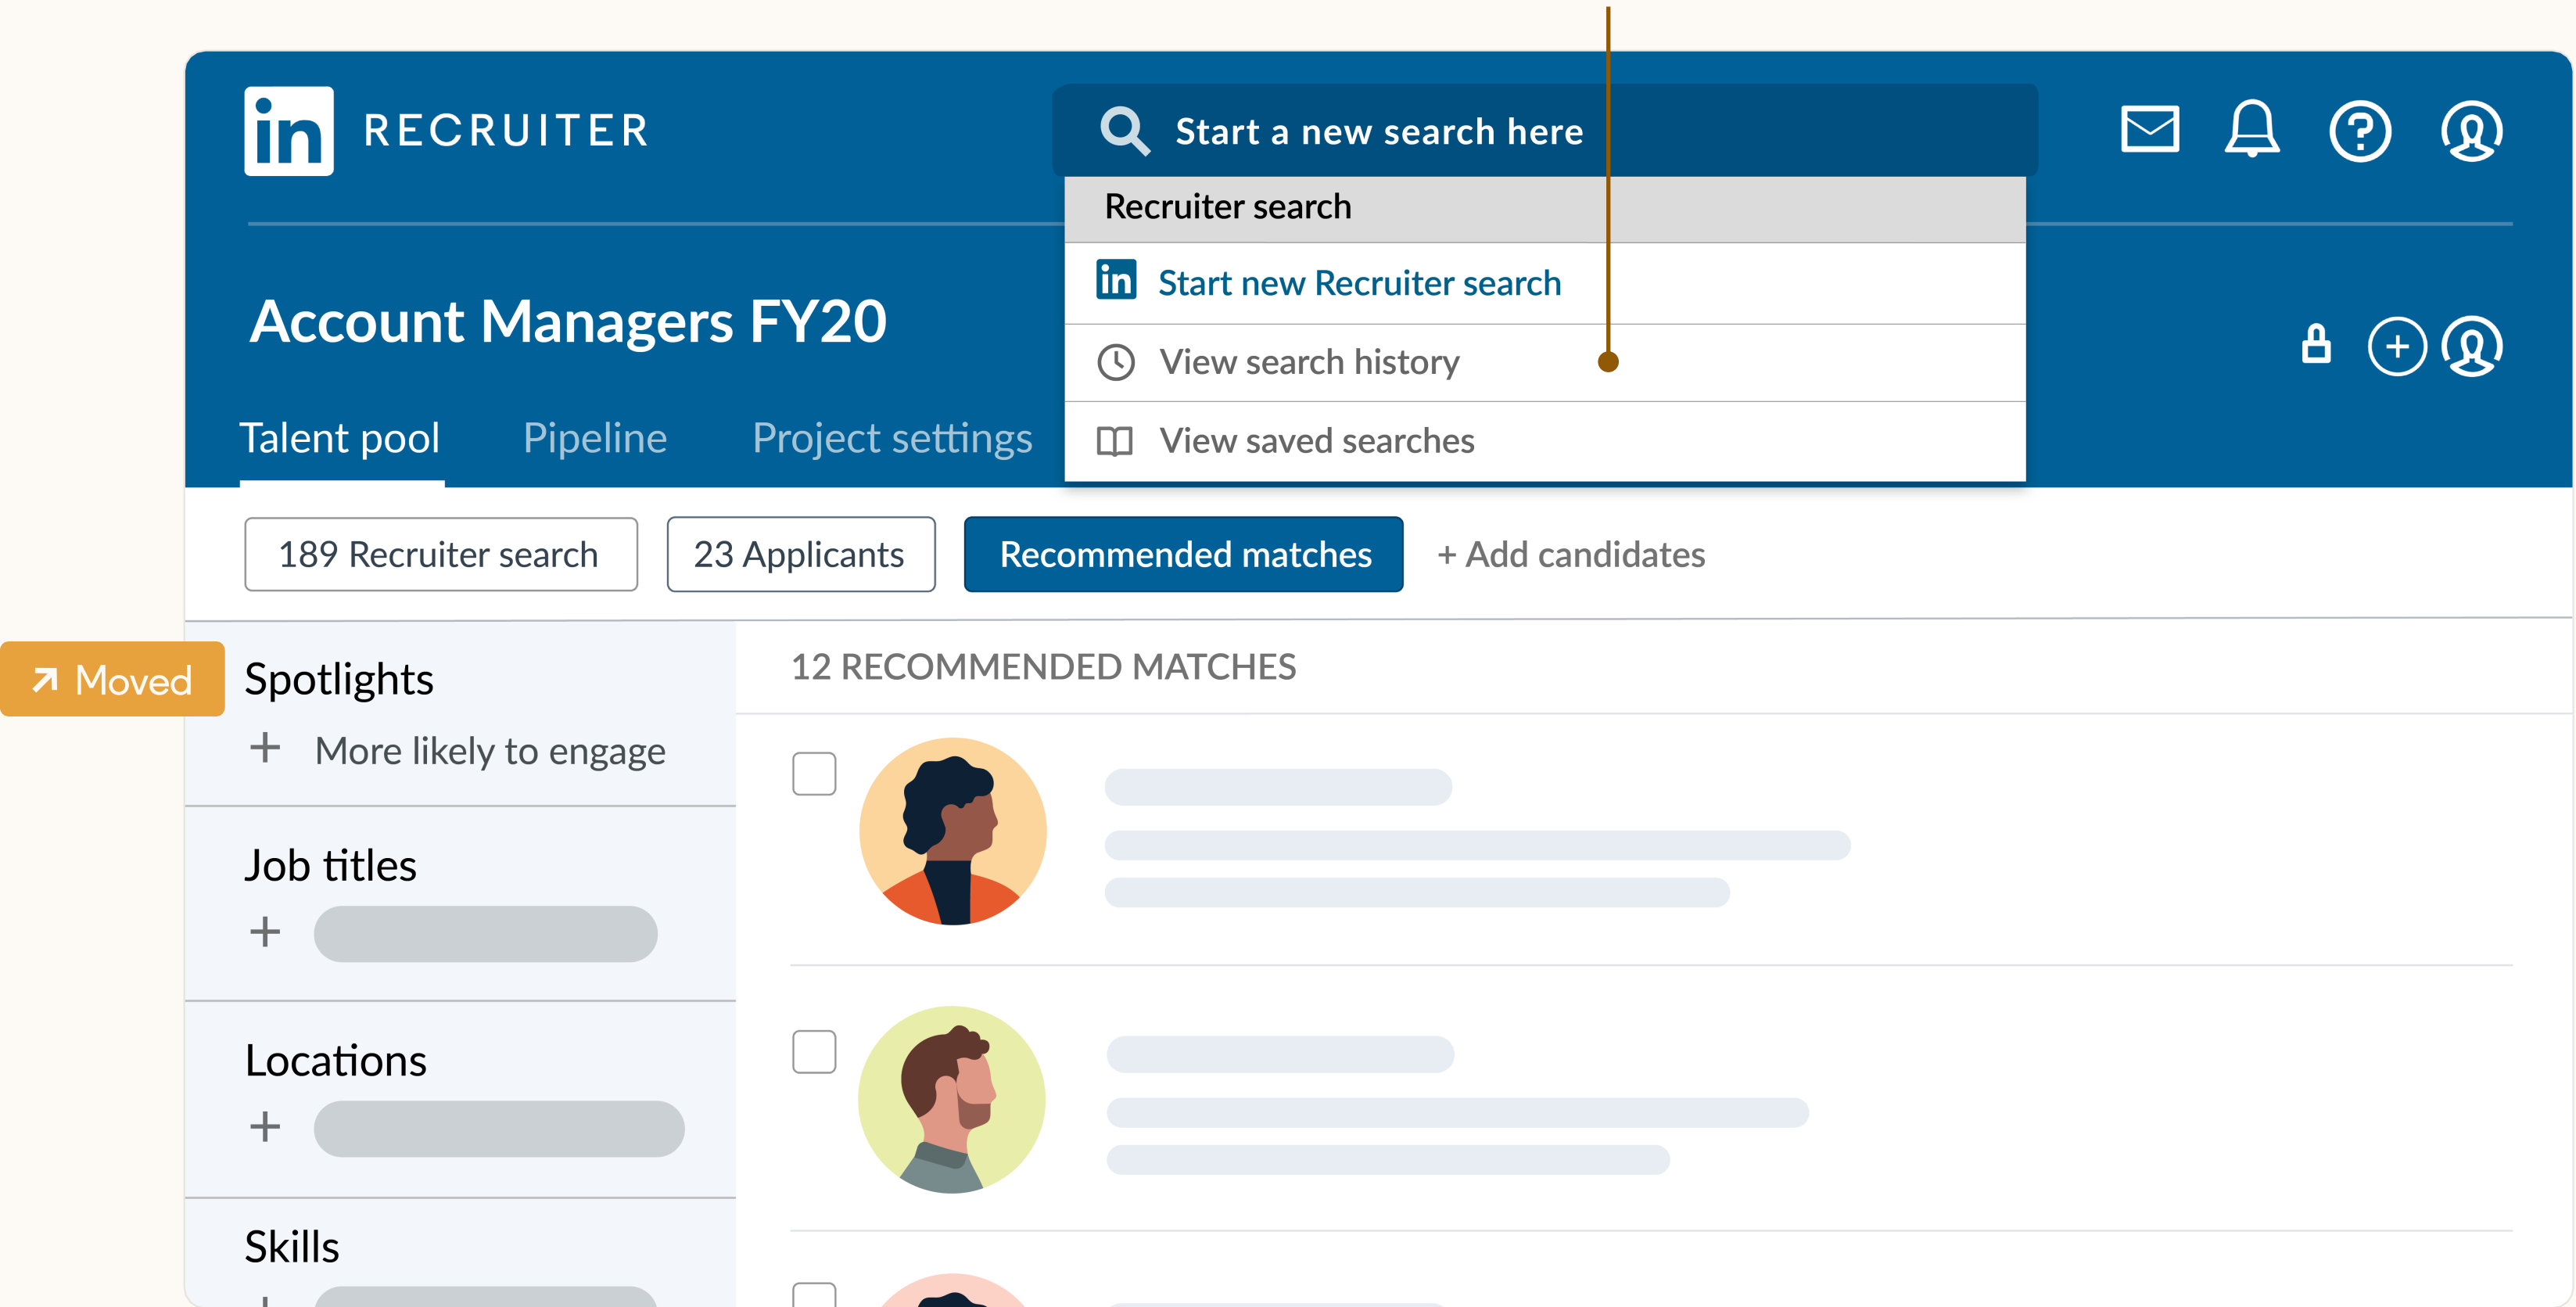 in RECRUITER
Start a new search here
Recruiter search
in Start new Recruiter search
View search history
View saved searches
Account Managers FY20
Talent pool
Pipeline
Project settings
189 Recruiter search
23 Applicants
Recommended matches
+ Add candidates
Moved
Spotlights
+ More likely to engage
Job titles
+
Locations
+
Skills
12 RECOMMENDED MATCHES